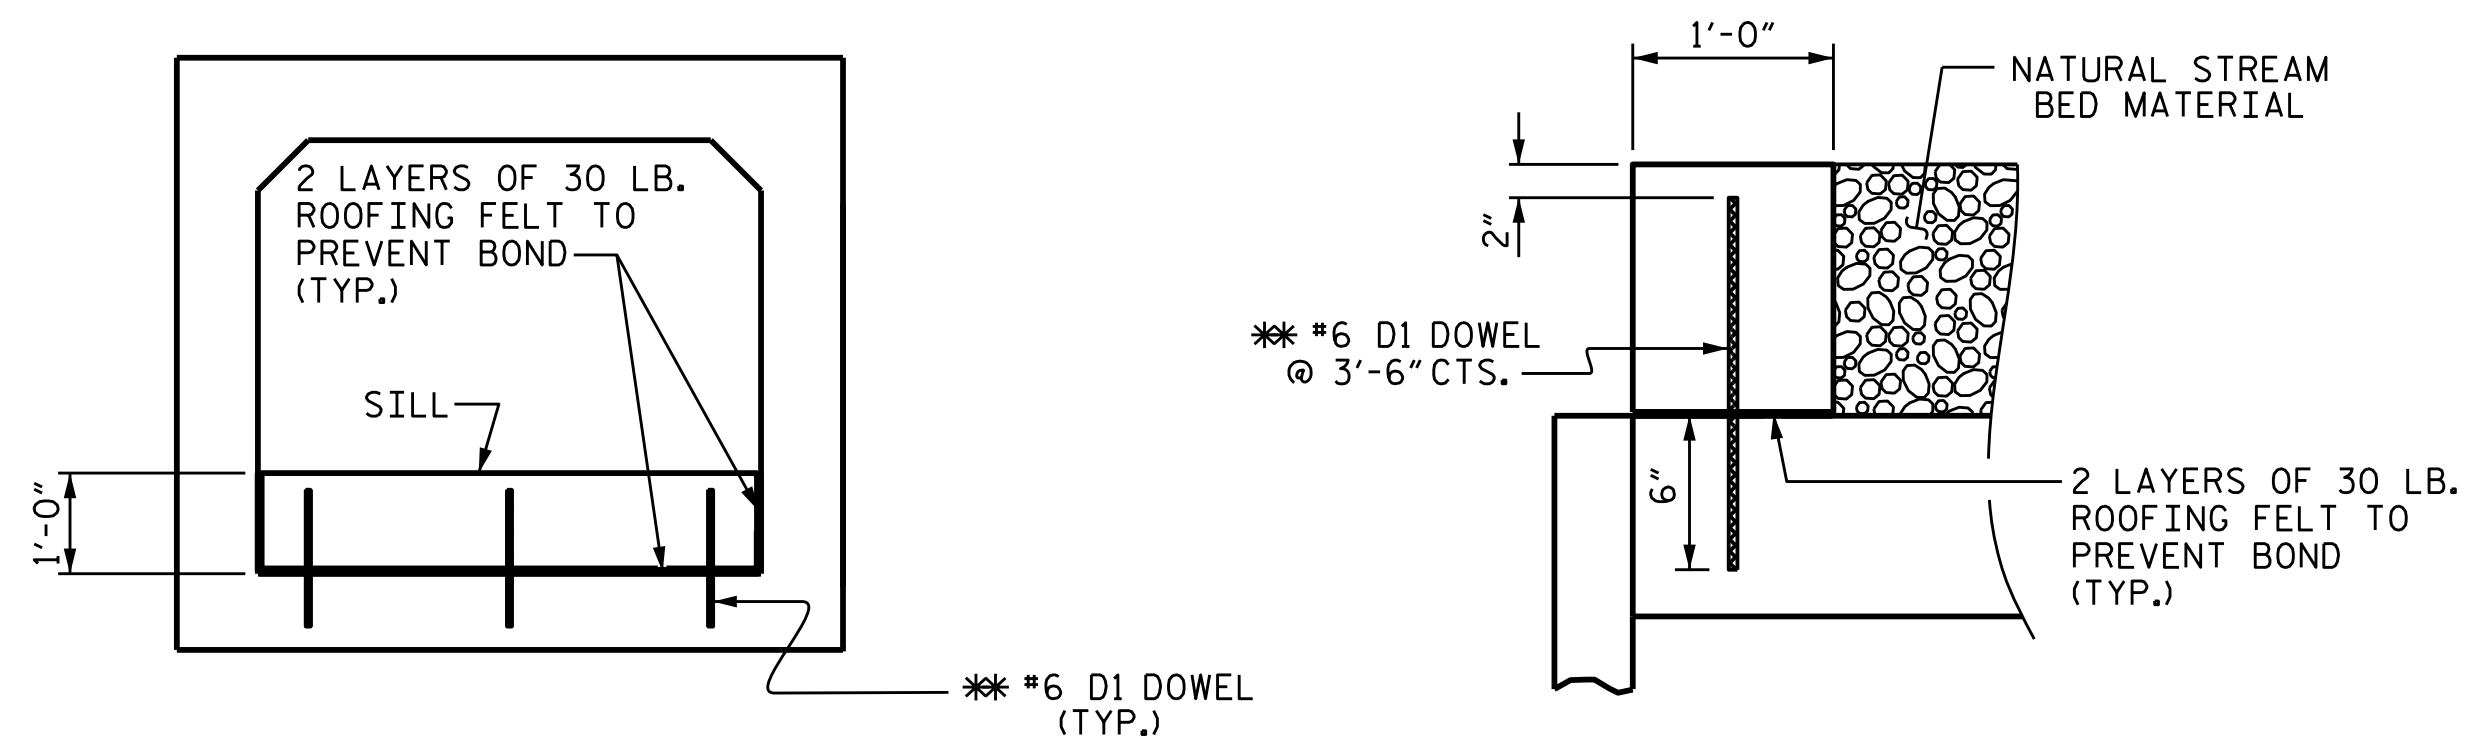 2 LAYERS OF 30 LB.
ROOFING FELT TO
PREVENT BOND
(TYP.)
SILL
1'-0"
** #6 D1 DOWEL
(TYP.)
1'-0"
NATURAL STREAM
BED MATERIAL
2"
** #6 D1 DOWEL
@ 3'-6" CTS.
6"
2 LAYERS OF 30 LB.
ROOFING FELT TO
PREVENT BOND
(TYP.)